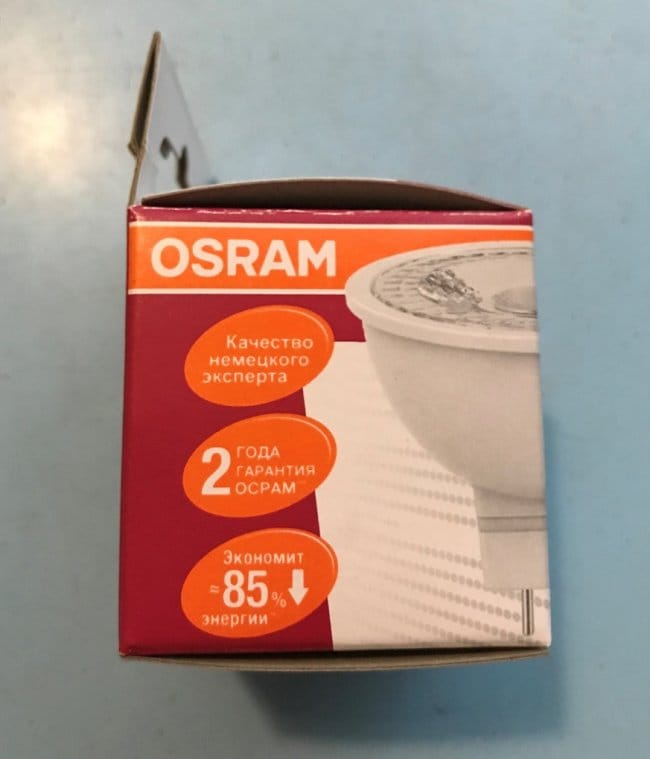 OSRAM
Качество
немецкого
эксперта
2 ГОДА
ГАРАНТИЯ
ОСРАМ
Экономит
≈85%
энергии